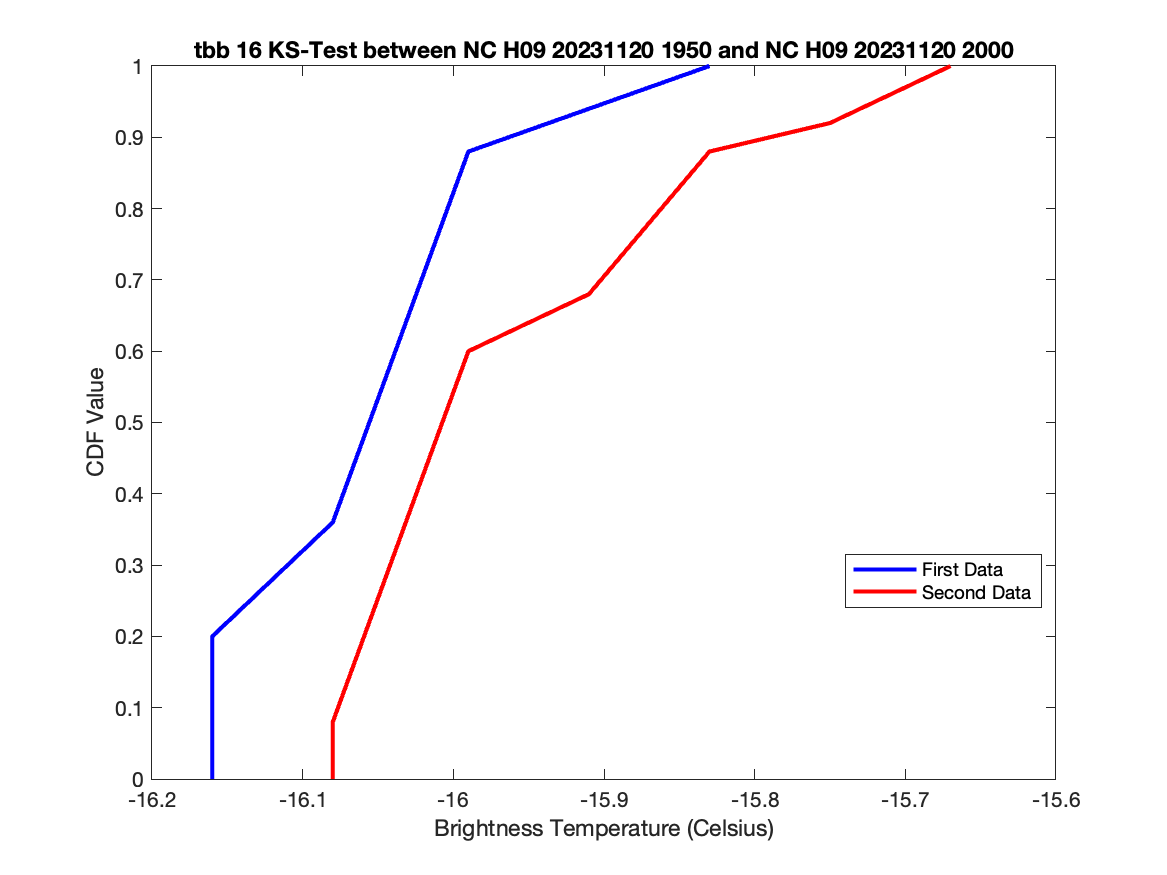 tbb 16 KS-Test between NC H09 20231120 1950 and NC H09 20231120 2000
1
0.9
0.8
0.7
0.6
0.5
0.4
0.3
0.2
0.1
0
CDF Value
First Data
Second Data
-16.2 -16.1 -16 -15.9 -15.8 -15.7 -15.6
Brightness Temperature (Celsius)